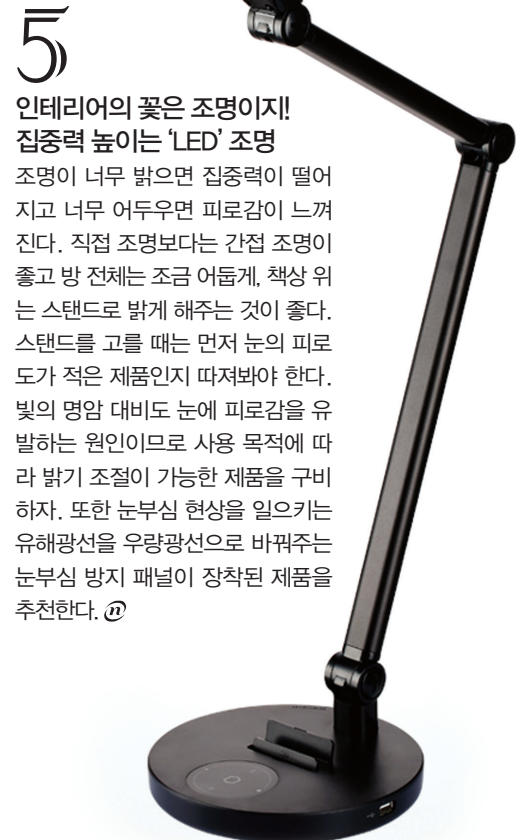 5
인테리어의 꽃은 조명이지!
집중력 높이는 ‘LED’ 조명
조명이 너무 밝으면 집중력이 떨어
지고 너무 어두우면 피로감이 느껴
진다. 직접 조명보다는 간접 조명이
좋고 방 전체는 조금 어둡게, 책상 위
는 스탠드로 밝게 해주는 것이 좋다.
스탠드를 고를 때는 먼저 눈의 피로
도가 적은 제품인지 따져봐야 한다.
빛의 명암 대비도 눈에 피로감을 유
발하는 원인이므로 사용 목적에 따
라 밝기 조절이 가능한 제품을 구비
하자. 또한 눈부심 현상을 일으키는
유해광선을 우량광선으로 바꿔주는
눈부심 방지 패널이 장착된 제품을
추천한다. n